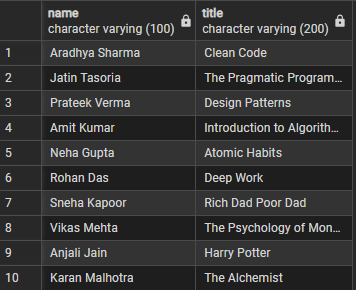 name title
character varying (100) character varying (200)
1 Aradhya Sharma Clean Code
2 Jatin Tasoria The Pragmatic Program...
3 Prateek Verma Design Patterns
4 Amit Kumar Introduction to Algorith...
5 Neha Gupta Atomic Habits
6 Rohan Das Deep Work
7 Sneha Kapoor Rich Dad Poor Dad
8 Vikas Mehta The Psychology of Mon...
9 Anjali Jain Harry Potter
10 Karan Malhotra The Alchemist